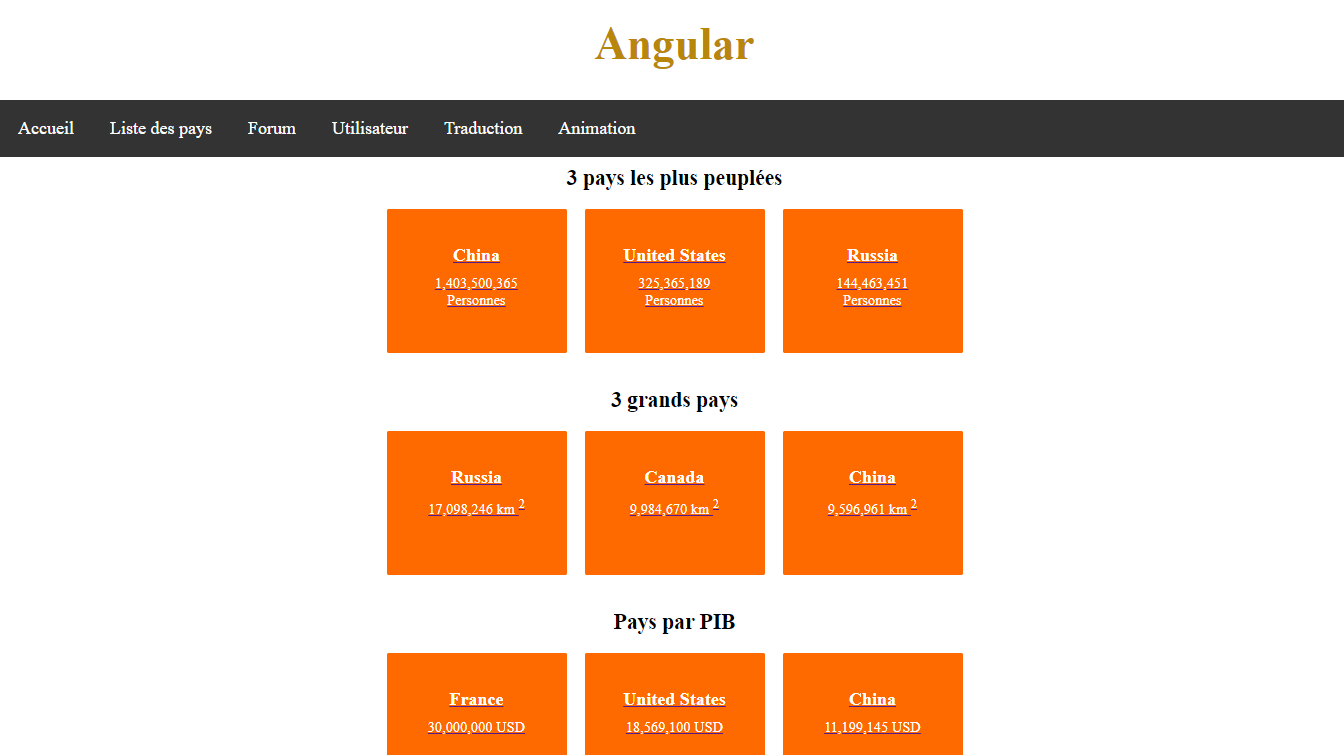 Angular
Accueil Liste des pays Forum Utilisateur Traduction Animation
3 pays les plus peuplées
China
1,403,500,365
Personnes
United States
325,365,189
Personnes
Russia
144,463,451
Personnes
3 grands pays
Russia
17,098,246 km 2
Canada
9,984,670 km 2
China
9,596,961 km 2
Pays par PIB
France
30,000,000 USD
United States
18,569,100 USD
China
11,199,145 USD